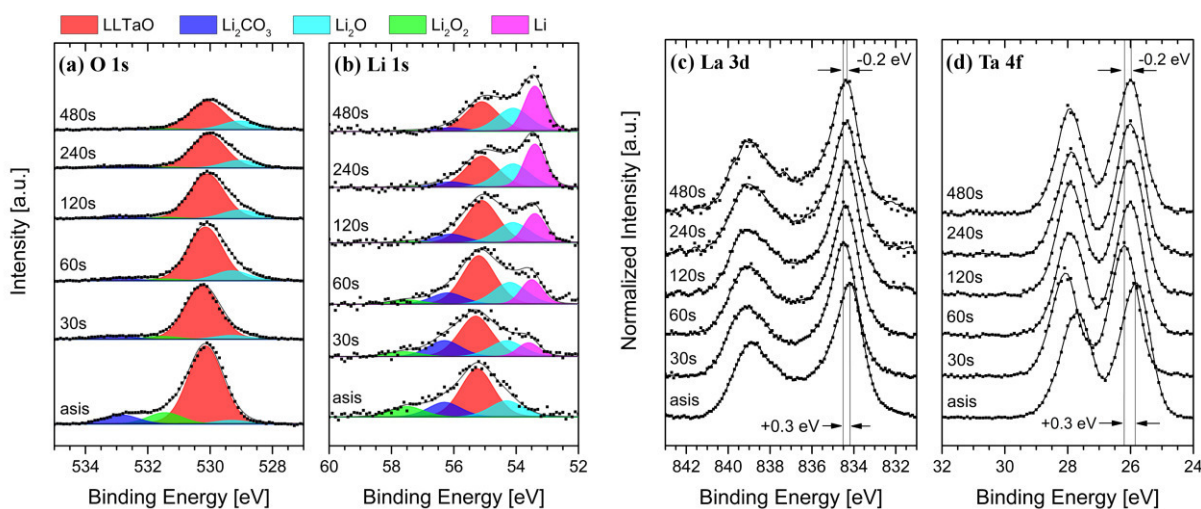 LLTaO Li₂CO₃ Li₂O Li₂O₂ Li
(a) O 1s
480s
240s
120s
60s
30s
asis
534 532 530 528
Binding Energy [eV]
Intensity [a.u.]
(b) Li 1s
480s
240s
120s
60s
30s
asis
60 58 56 54 52
Binding Energy [eV]
(c) La 3d
-0.2 eV
480s
240s
120s
60s
30s
asis
+0.3 eV
842 840 838 836 834 832
Binding Energy [eV]
Normalized Intensity [a.u.]
(d) Ta 4f
-0.2 eV
480s
240s
120s
60s
30s
asis
+0.3 eV
32 30 28 26 24
Binding Energy [eV]